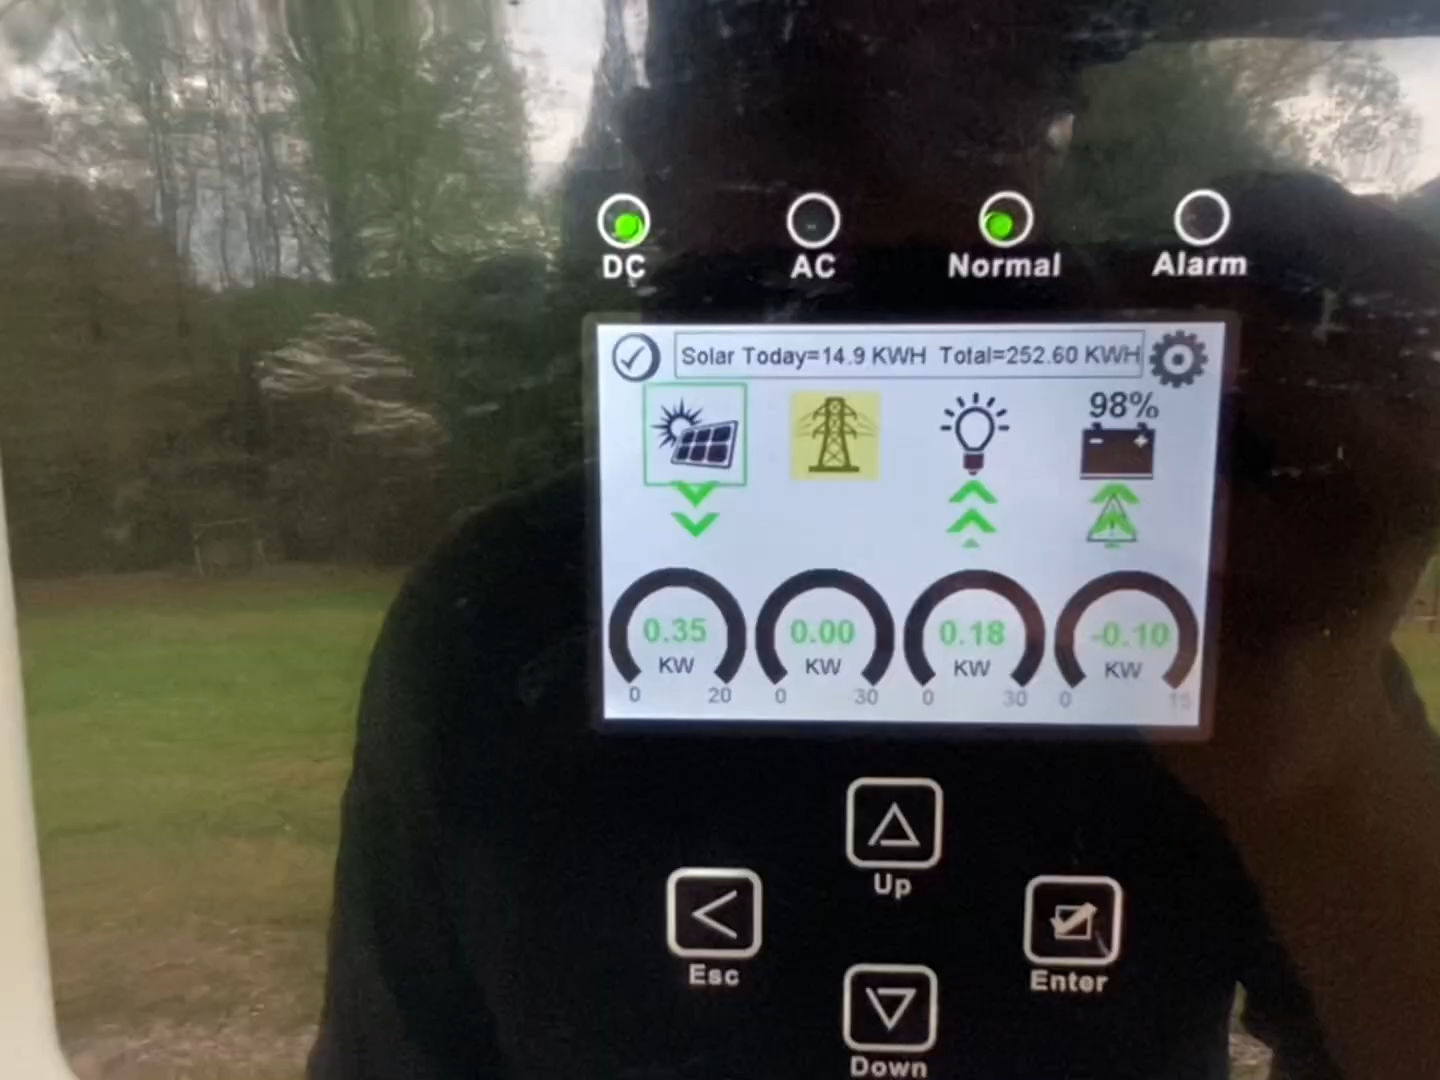 DC AC Normal Alarm
Solar Today=14.9 KWH Total=252.60 KWH
98%
0.35 0.00 0.18 -0.10
KW KW KW KW
0 20 0 30 0 30 0 15
Up
Esc Enter
Down